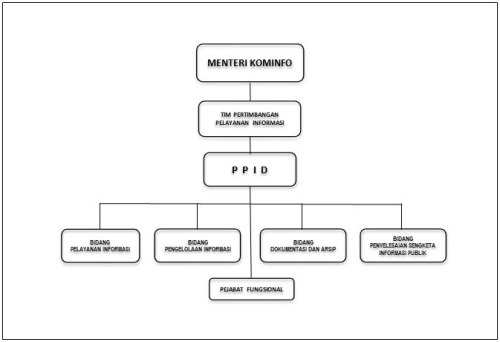 MENTERI KOMINFO
TIM PERTIMBANGAN
PELAYANAN INFORMASI
P P I D
BIDANG
PELAYANAN INFORMASI
BIDANG
PENGELOLAAN INFORMASI
BIDANG
DOKUMENTASI DAN ARSIP
BIDANG
PENYELESAIAN SENGKETA
INFORMASI PUBLIK
PEJABAT FUNGSIONAL